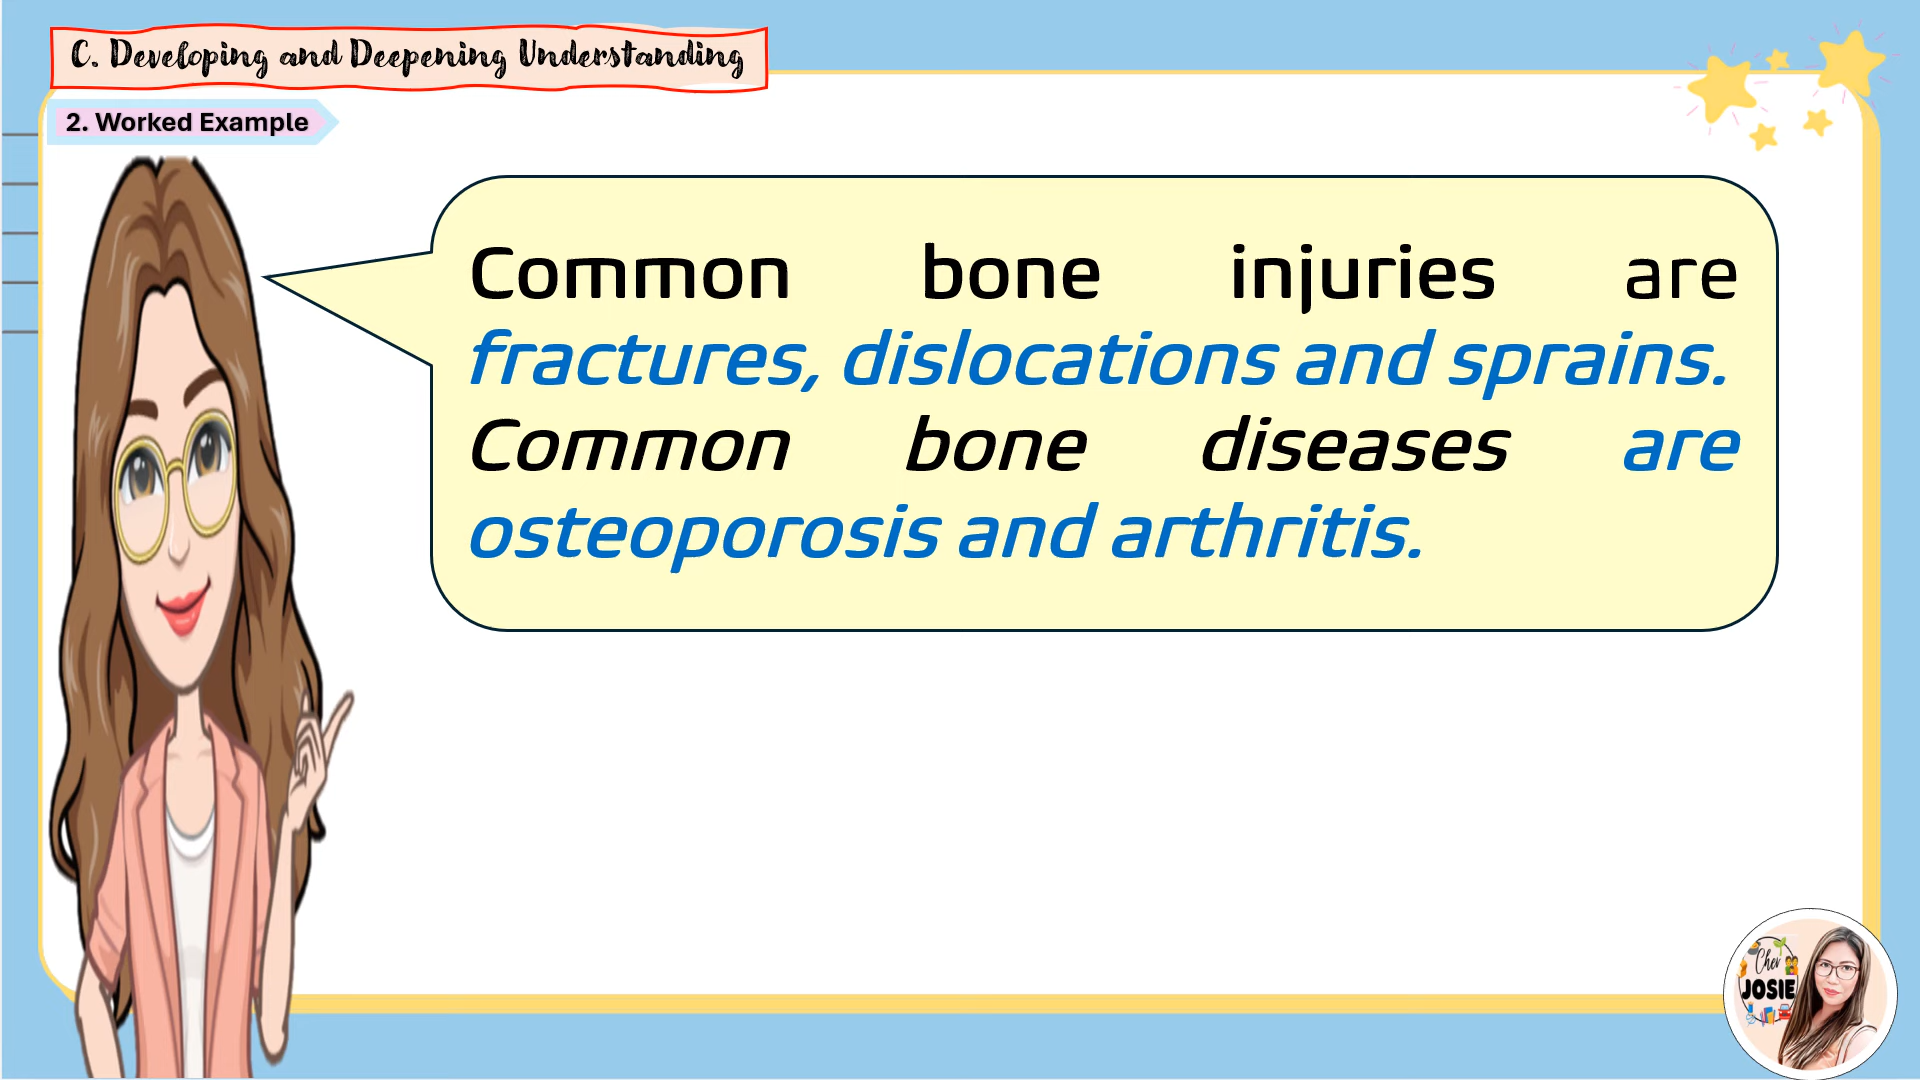 C. Developing and Deepening Understanding
2. Worked Example
Common bone injuries are
fractures, dislocations and sprains.
Common bone diseases are
osteoporosis and arthritis.
Cher
JOSIE